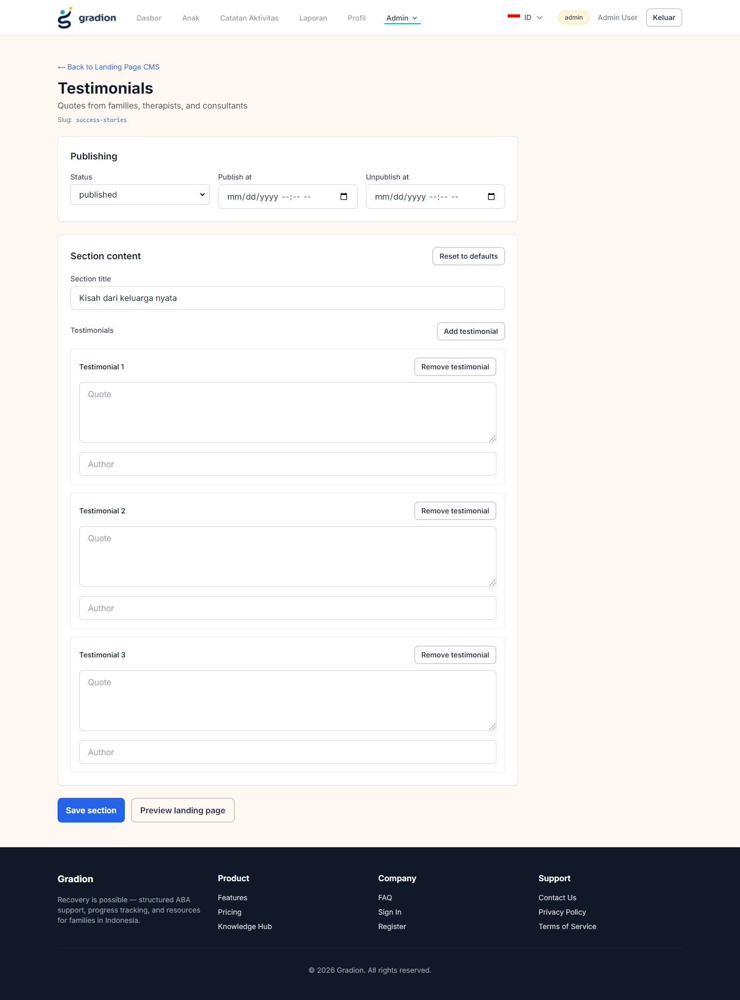 gradion
Dasbor
Anak
Catatan Aktivitas
Laporan
Profil
Admin
ID
admin
Admin User
Keluar
← Back to Landing Page CMS
Testimonials
Quotes from families, therapists, and consultants
Slug: success-stories
Publishing
Status
Publish at
Unpublish at
published
mm/dd/yyyy --:-- --
mm/dd/yyyy --:-- --
Section content
Reset to defaults
Section title
Kisah dari keluarga nyata
Testimonials
Add testimonial
Testimonial 1
Remove testimonial
Quote
Author
Testimonial 2
Remove testimonial
Quote
Author
Testimonial 3
Remove testimonial
Quote
Author
Save section
Preview landing page
Gradion
Recovery is possible — structured ABA
support, progress tracking, and resources
for families in Indonesia.
Product
Features
Pricing
Knowledge Hub
Company
FAQ
Sign In
Register
Support
Contact Us
Privacy Policy
Terms of Service
© 2026 Gradion. All rights reserved.